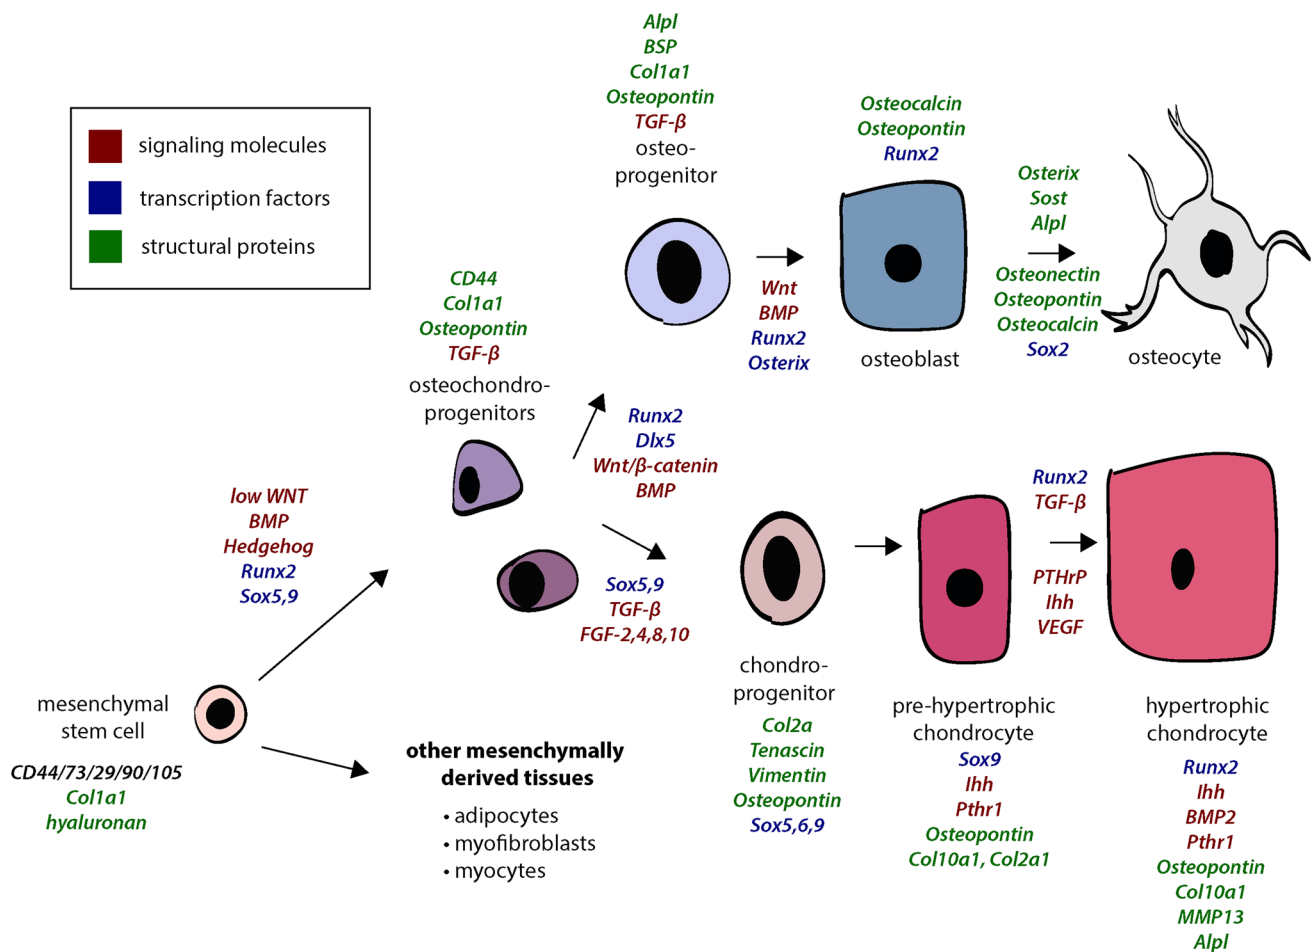 signaling molecules
transcription factors
structural proteins
Alpl
BSP
Col1a1
Osteopontin
TGF-β
osteo-
progenitor
Osteocalcin
Osteopontin
Runx2
osteoblast
Osterix
Sost
Alpl
Osteonectin
Osteopontin
Osteocalcin
Sox2
osteocyte
Wnt
BMP
Runx2
Osterix
CD44
Col1a1
Osteopontin
TGF-β
osteochondro-
progenitors
Runx2
Dlx5
Wnt/β-catenin
BMP
low WNT
BMP
Hedgehog
Runx2
Sox5,9
Sox5,9
TGF-β
FGF-2,4,8,10
mesenchymal
stem cell
CD44/73/29/90/105
Col1a1
hyaluronan
other mesenchymally
derived tissues
• adipocytes
• myofibroblasts
• myocytes
chondro-
progenitor
Col2a
Tenascin
Vimentin
Osteopontin
Sox5,6,9
pre-hypertrophic
chondrocyte
Sox9
Ihh
Pthr1
Osteopontin
Col10a1, Col2a1
Runx2
TGF-β
PTHrP
Ihh
VEGF
hypertrophic
chondrocyte
Runx2
Ihh
BMP2
Pthr1
Osteopontin
Col10a1
MMP13
Alpl